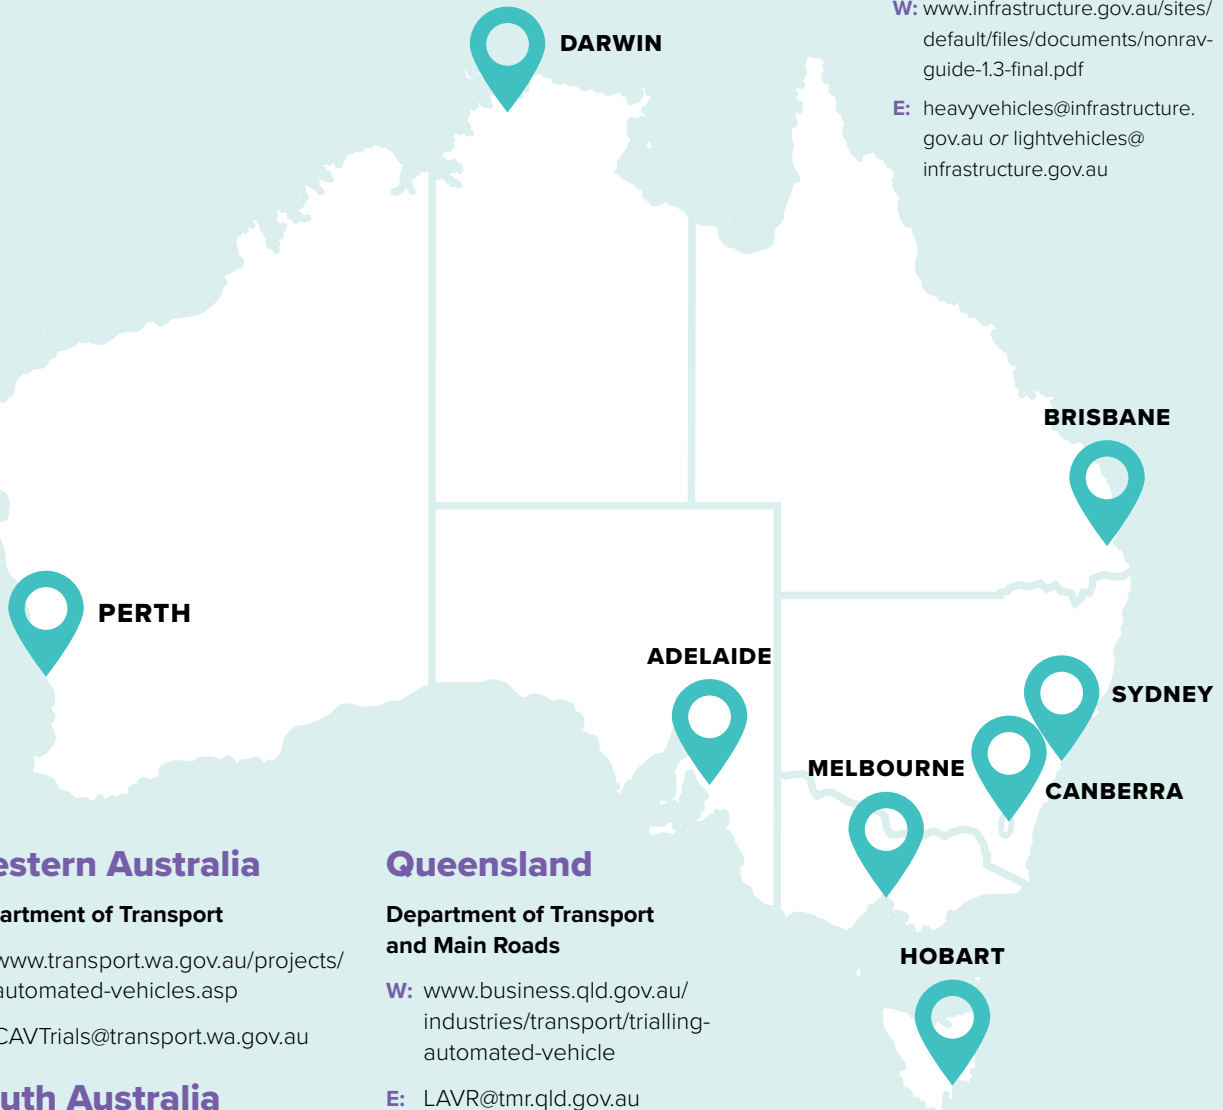 W: www.infrastructure.gov.au/sites/
default/files/documents/nonrav-
guide-1.3-final.pdf
E: heavyvehicles@infrastructure.
gov.au or lightvehicles@
infrastructure.gov.au
DARWIN
BRISBANE
PERTH
ADELAIDE
SYDNEY
MELBOURNE
CANBERRA
HOBART
estern Australia
artment of Transport
www.transport.wa.gov.au/projects/
automated-vehicles.asp
CAVTrials@transport.wa.gov.au
uth Australia
Queensland
Department of Transport
and Main Roads
W: www.business.qld.gov.au/
industries/transport/trialling-
automated-vehicle
E: LAVR@tmr.qld.gov.au